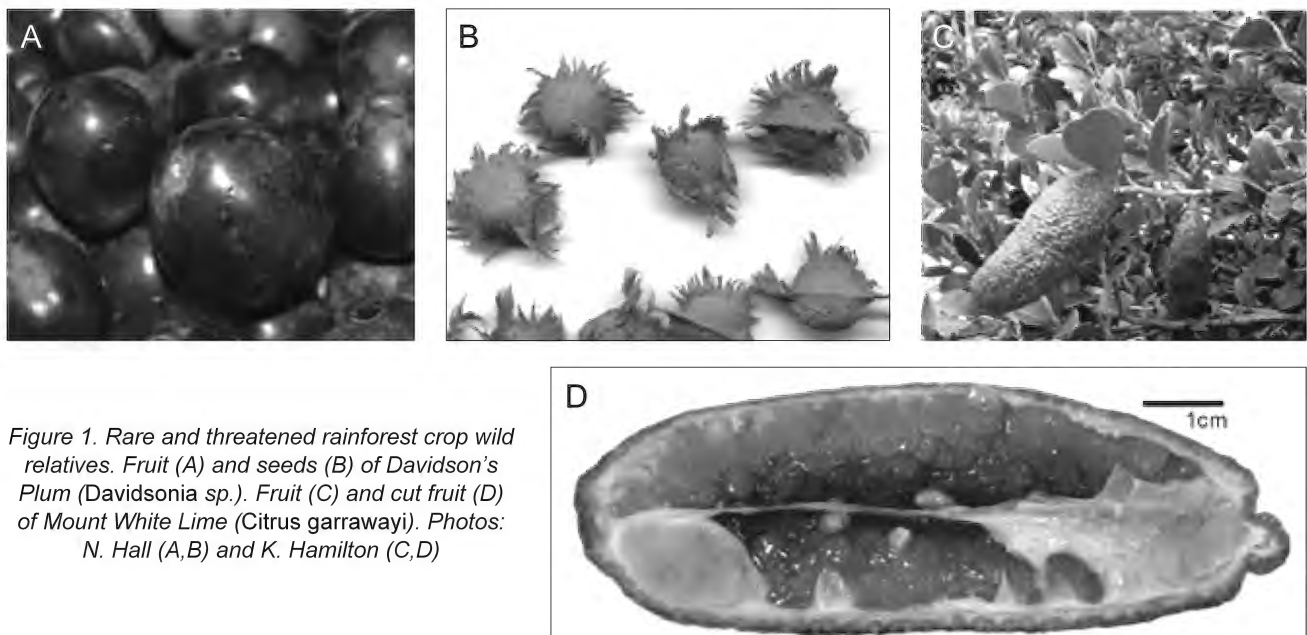 A
B
C
D
1cm
Figure 1. Rare and threatened rainforest crop wild
relatives. Fruit (A) and seeds (B) of Davidson's
Plum (Davidsonia sp.). Fruit (C) and cut fruit (D)
of Mount White Lime (Citrus garrawayi). Photos:
N. Hall (A,B) and K. Hamilton (C,D)